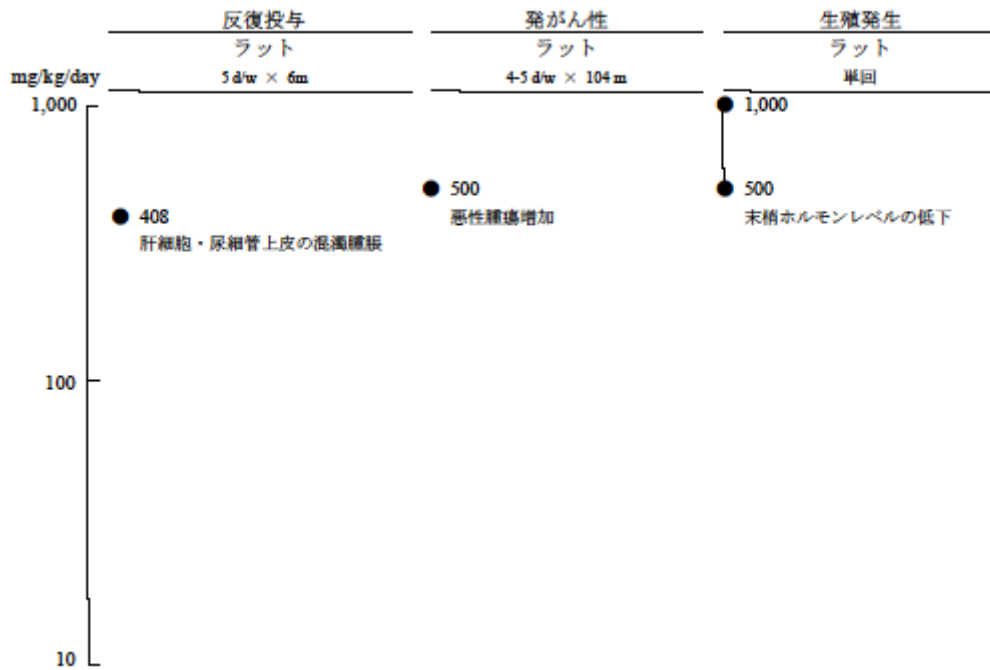 反復投与
発がん性
生殖発生
ラット
ラット
ラット
mg/kg/day
5 d/w × 6m
4-5 d/w × 104 m
単回
1,000
1,000
500
500
408
悪性腫瘍増加
末梢ホルモンレベルの低下
肝細胞・尿細管上皮の混濁腫脹
100
10